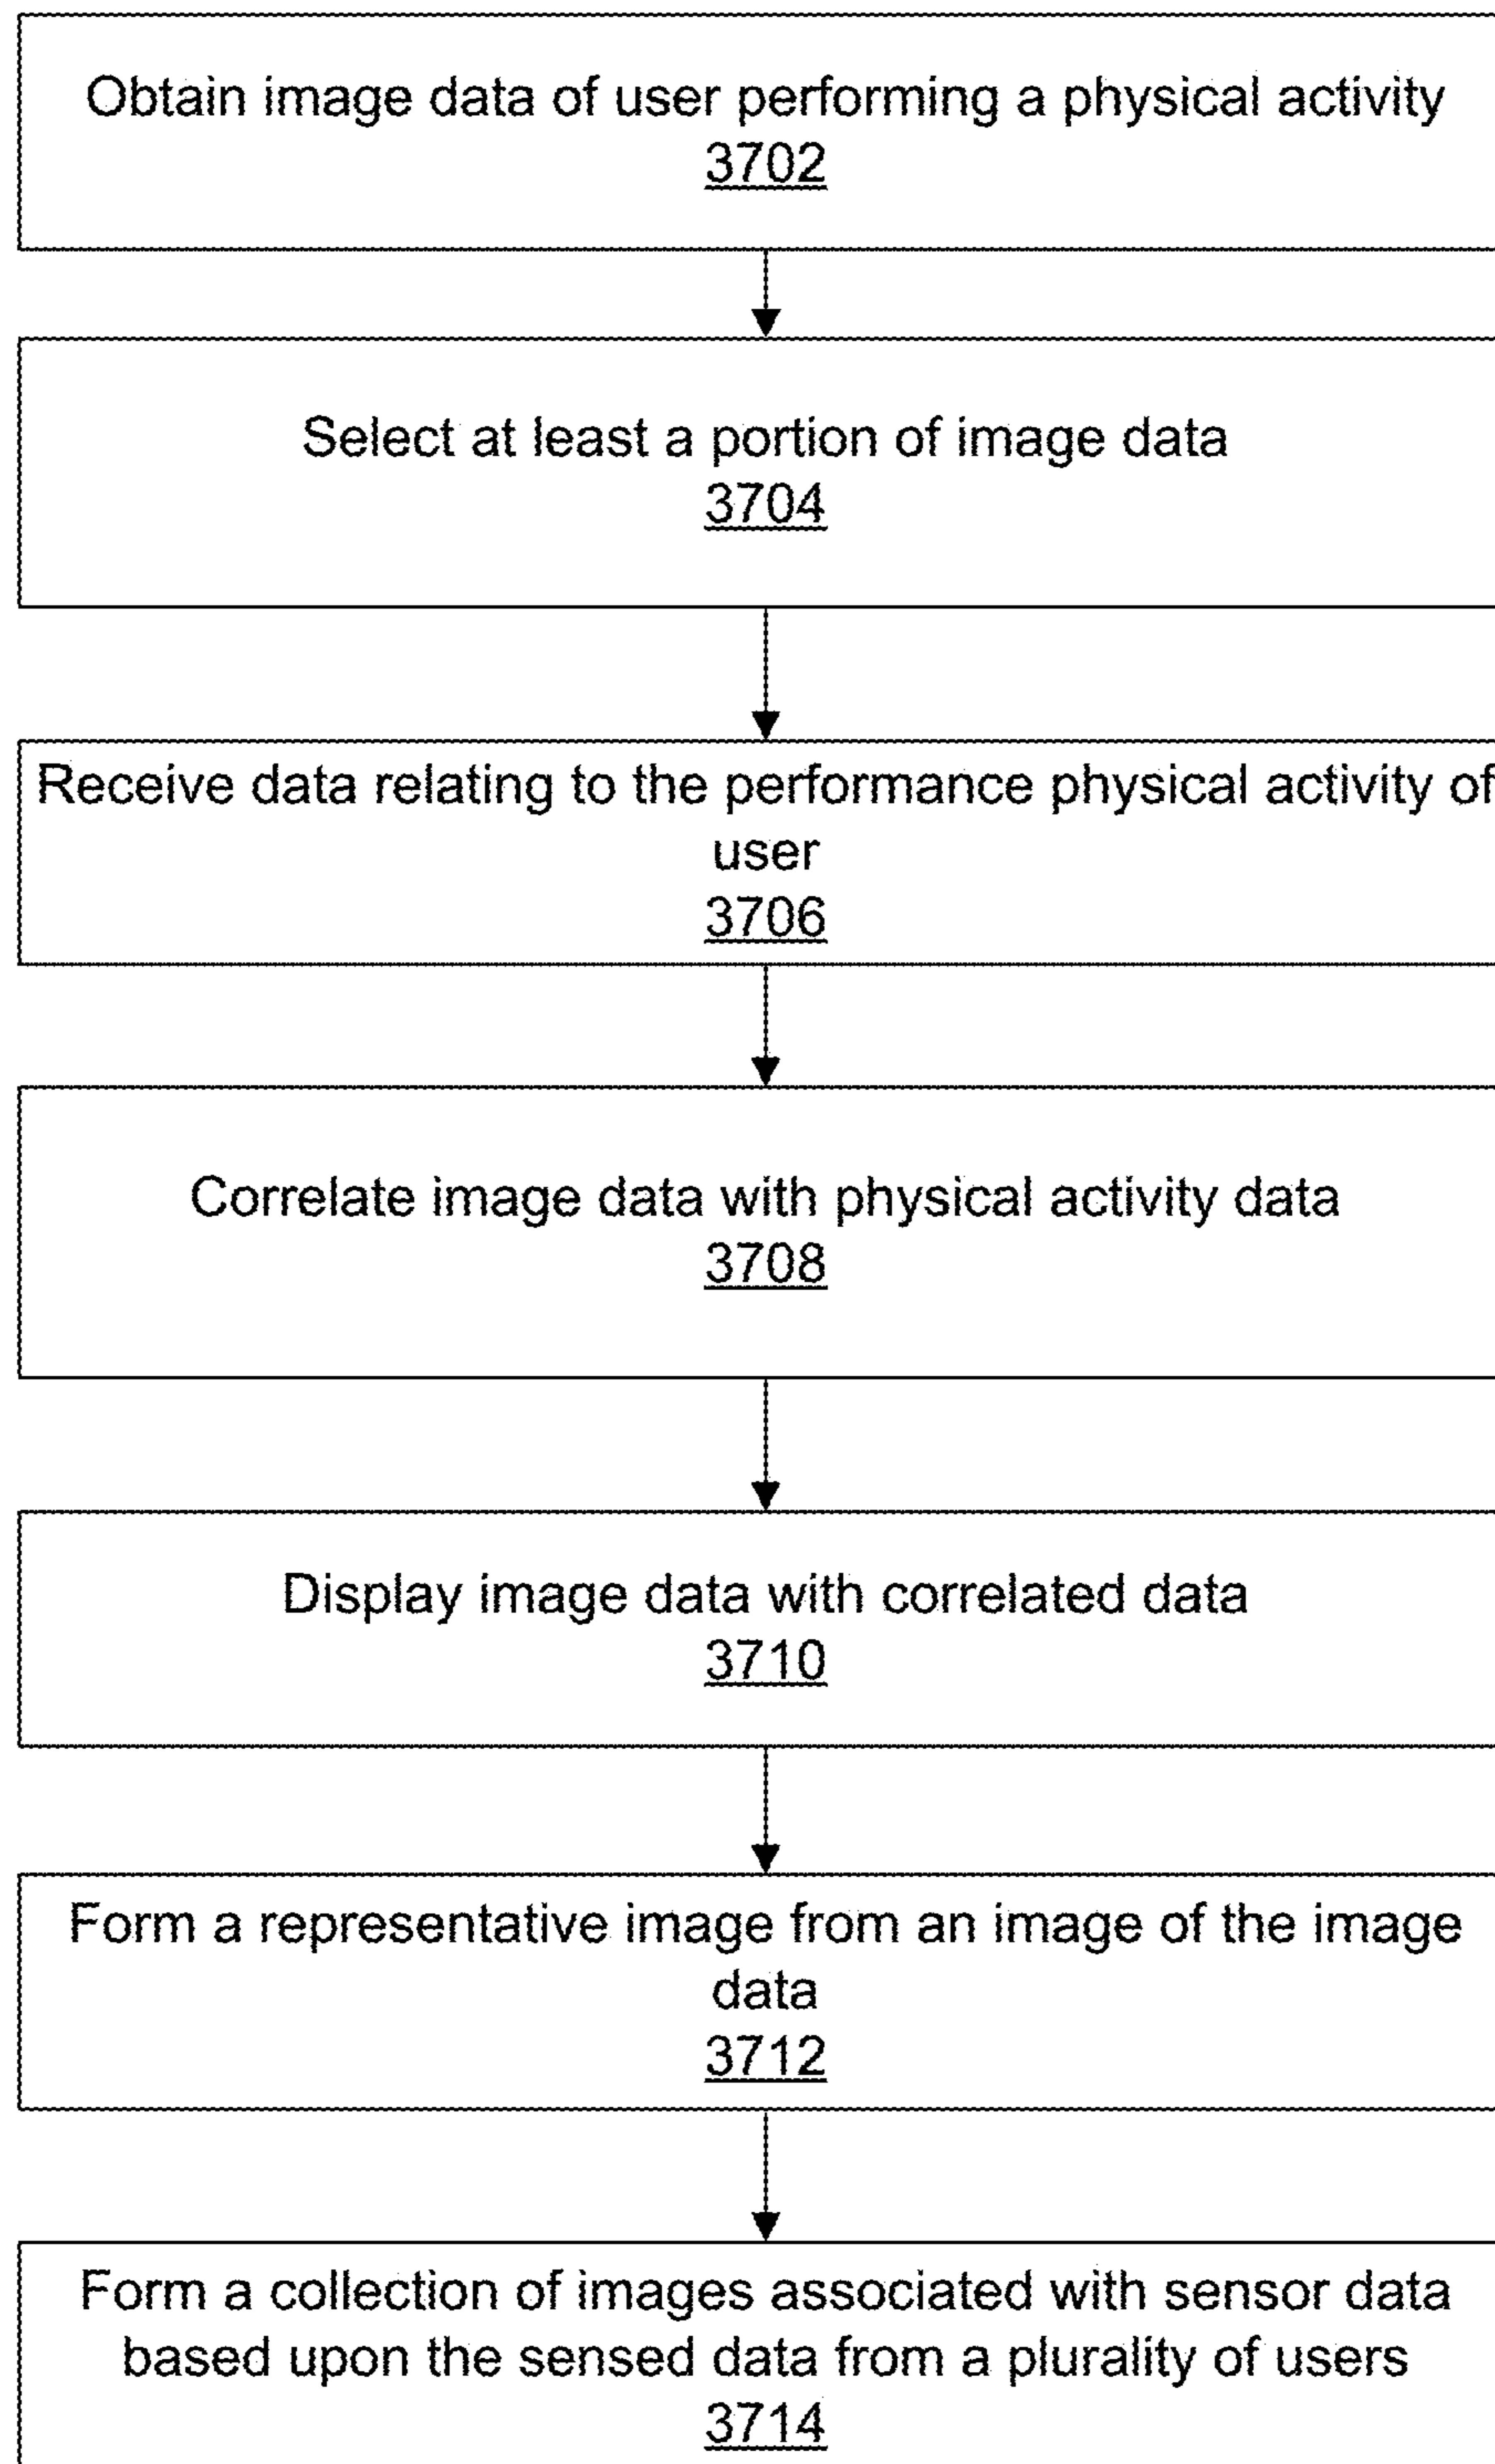 Obtain image data of user performing a physical activity
3702
Select at least a portion of image data
3704
Receive data relating to the performance physical activity of
user
3706
Correlate image data with physical activity data
3708
Display image data with correlated data
3710
Form a representative image from an image of the image
data
3712
Form a collection of images associated with sensor data
based upon the sensed data from a plurality of users
3714